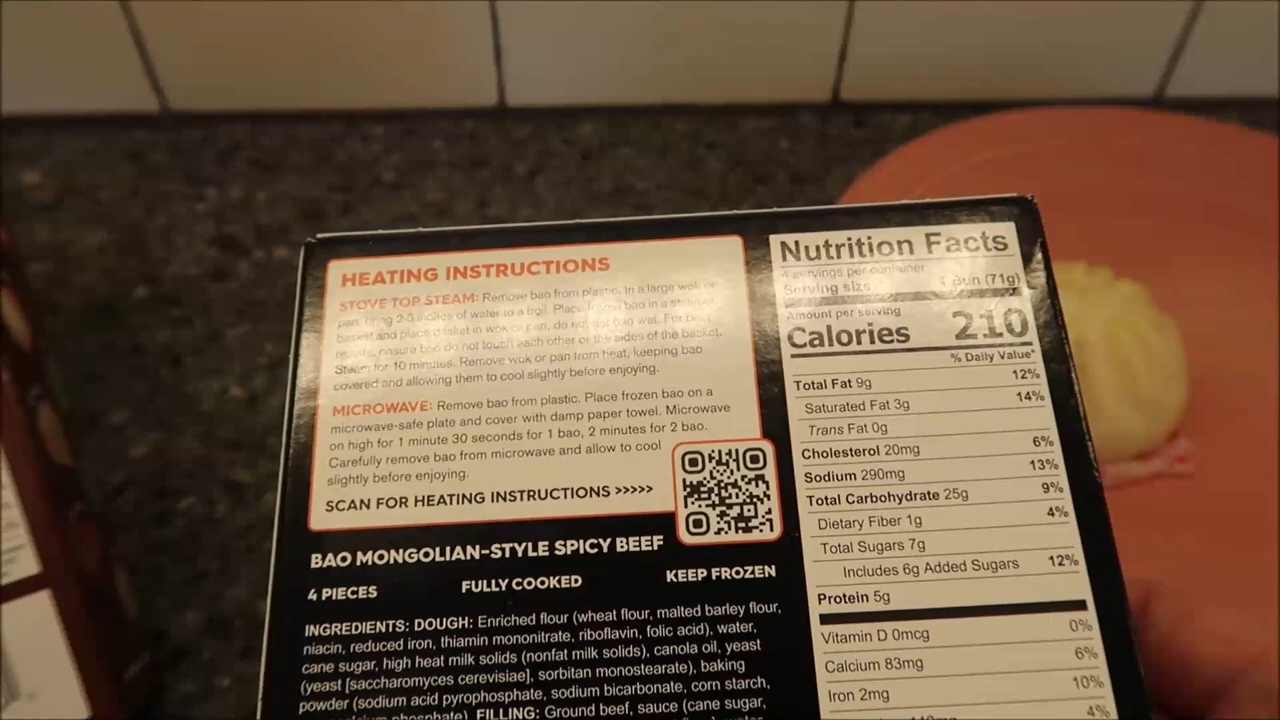 HEATING INSTRUCTIONS
STOVE TOP STEAM: Remove bao from plastic. In a large wok or
pan, bring 2-3 inches of water to a boil. Place frozen bao in a steamer
basket and place basket in wok or pan, do not get bao wet. For best
results, ensure bao do not touch each other or the sides of the basket.
Steam for 10 minutes. Remove wok or pan from heat, keeping bao
covered and allowing them to cool slightly before enjoying.
MICROWAVE: Remove bao from plastic. Place frozen bao on a
microwave-safe plate and cover with damp paper towel. Microwave
on high for 1 minute 30 seconds for 1 bao, 2 minutes for 2 bao.
Carefully remove bao from microwave and allow to cool
slightly before enjoying.
SCAN FOR HEATING INSTRUCTIONS >>>>>
BAO MONGOLIAN-STYLE SPICY BEEF
4 PIECES FULLY COOKED KEEP FROZEN
INGREDIENTS: DOUGH: Enriched flour (wheat flour, malted barley flour,
niacin, reduced iron, thiamin mononitrate, riboflavin, folic acid), water,
cane sugar, high heat milk solids (nonfat milk solids), canola oil, yeast
(yeast [saccharomyces cerevisiae], sorbitan monostearate), baking
powder (sodium acid pyrophosphate, sodium bicarbonate, corn starch,
phosphate), FILLING: Ground beef, sauce (cane sugar,
Nutrition Facts
4 servings per container
Serving size 1 Bun (71g)
Amount per serving
Calories 210
% Daily Value*
Total Fat 9g 12%
Saturated Fat 3g 14%
Trans Fat 0g
Cholesterol 20mg 6%
Sodium 290mg 13%
Total Carbohydrate 25g 9%
Dietary Fiber 1g 4%
Total Sugars 7g
Includes 6g Added Sugars 12%
Protein 5g
Vitamin D 0mcg 0%
Calcium 83mg 6%
Iron 2mg 10%
4%